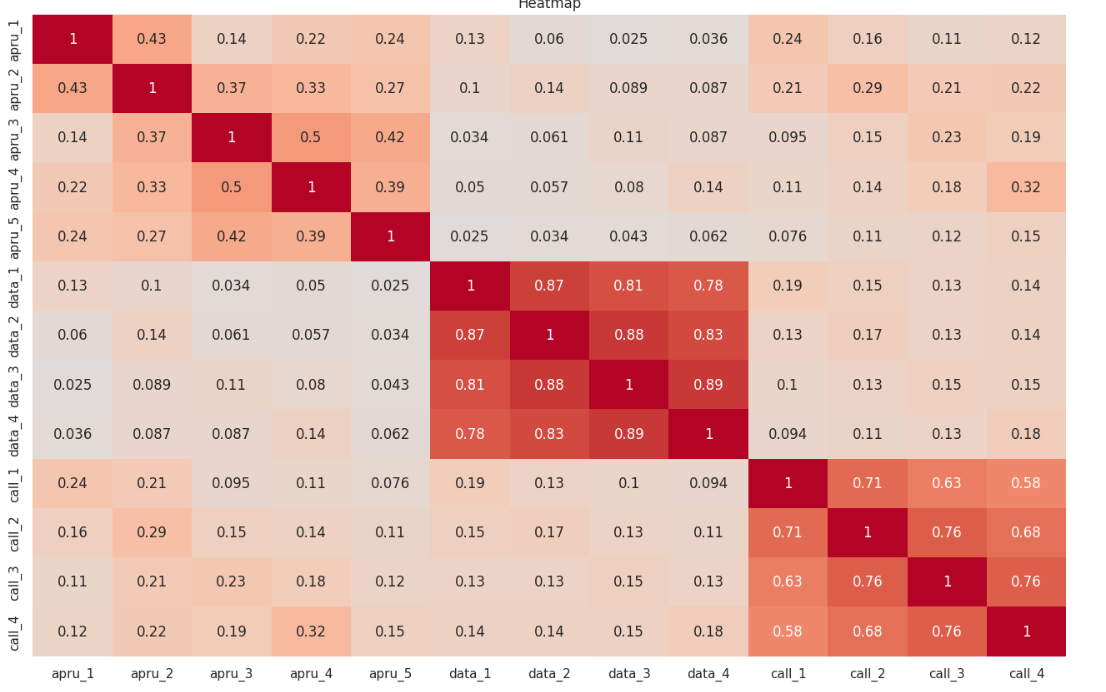 Heatmap
apru_1 1 0.43 0.14 0.22 0.24 0.13 0.06 0.025 0.036 0.24 0.16 0.11 0.12
apru_2 0.43 1 0.37 0.33 0.27 0.1 0.14 0.089 0.087 0.21 0.29 0.21 0.22
apru_3 0.14 0.37 1 0.5 0.42 0.034 0.061 0.11 0.087 0.095 0.15 0.23 0.19
apru_4 0.22 0.33 0.5 1 0.39 0.05 0.057 0.08 0.14 0.11 0.14 0.18 0.32
apru_5 0.24 0.27 0.42 0.39 1 0.025 0.034 0.043 0.062 0.076 0.11 0.12 0.15
data_1 0.13 0.1 0.034 0.05 0.025 1 0.87 0.81 0.78 0.19 0.15 0.13 0.14
data_2 0.06 0.14 0.061 0.057 0.034 0.87 1 0.88 0.83 0.13 0.17 0.13 0.14
data_3 0.025 0.089 0.11 0.08 0.043 0.81 0.88 1 0.89 0.1 0.13 0.15 0.15
data_4 0.036 0.087 0.087 0.14 0.062 0.78 0.83 0.89 1 0.094 0.11 0.13 0.18
call_1 0.24 0.21 0.095 0.11 0.076 0.19 0.13 0.1 0.094 1 0.71 0.63 0.58
call_2 0.16 0.29 0.15 0.14 0.11 0.15 0.17 0.13 0.11 0.71 1 0.76 0.68
call_3 0.11 0.21 0.23 0.18 0.12 0.13 0.13 0.15 0.13 0.63 0.76 1 0.76
call_4 0.12 0.22 0.19 0.32 0.15 0.14 0.14 0.15 0.18 0.58 0.68 0.76 1
apru_1 apru_2 apru_3 apru_4 apru_5 data_1 data_2 data_3 data_4 call_1 call_2 call_3 call_4